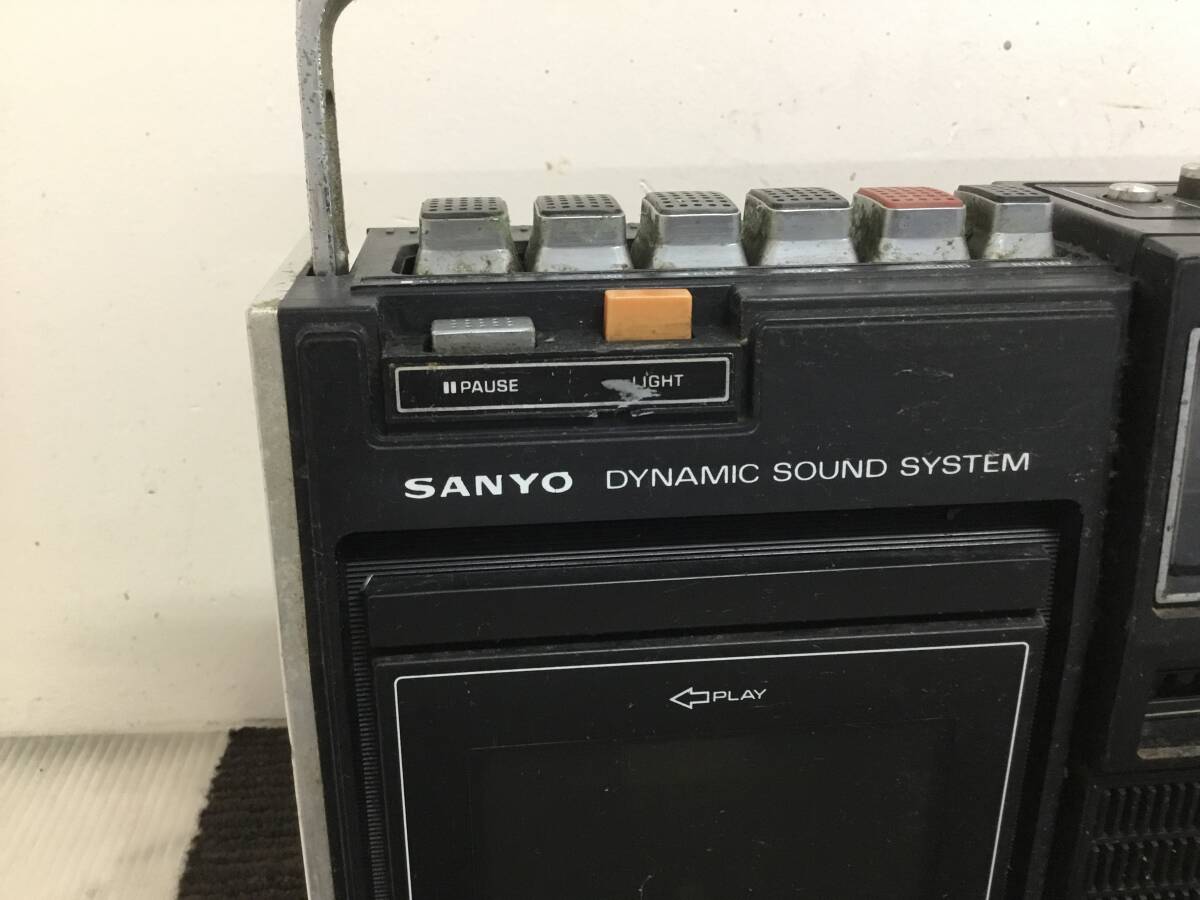 PAUSE
LIGHT
SANYO DYNAMIC SOUND SYSTEM
PLAY